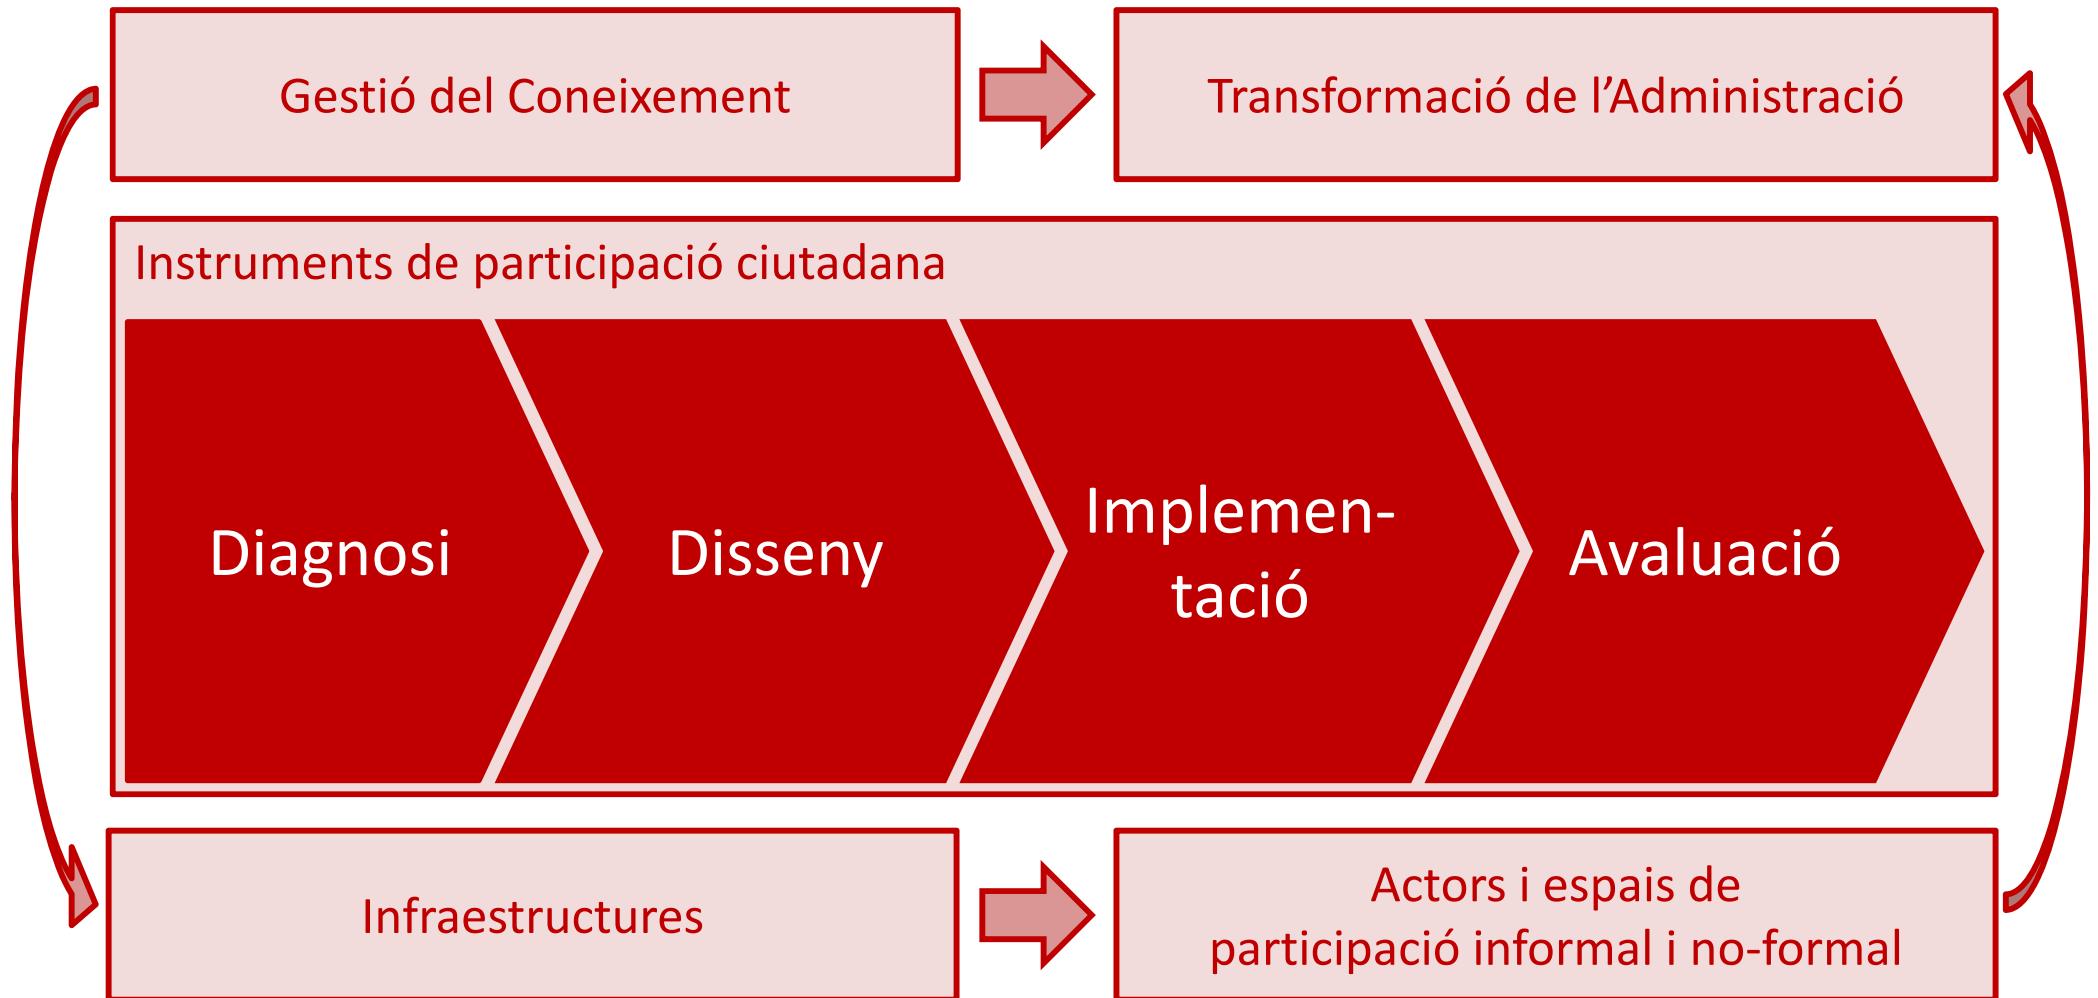 Gestió del Coneixement
Transformació de l’Administració
Instruments de participació ciutadana
Diagnosi
Disseny
Implemen-
tació
Avaluació
Infraestructures
Actors i espais de
participació informal i no-formal